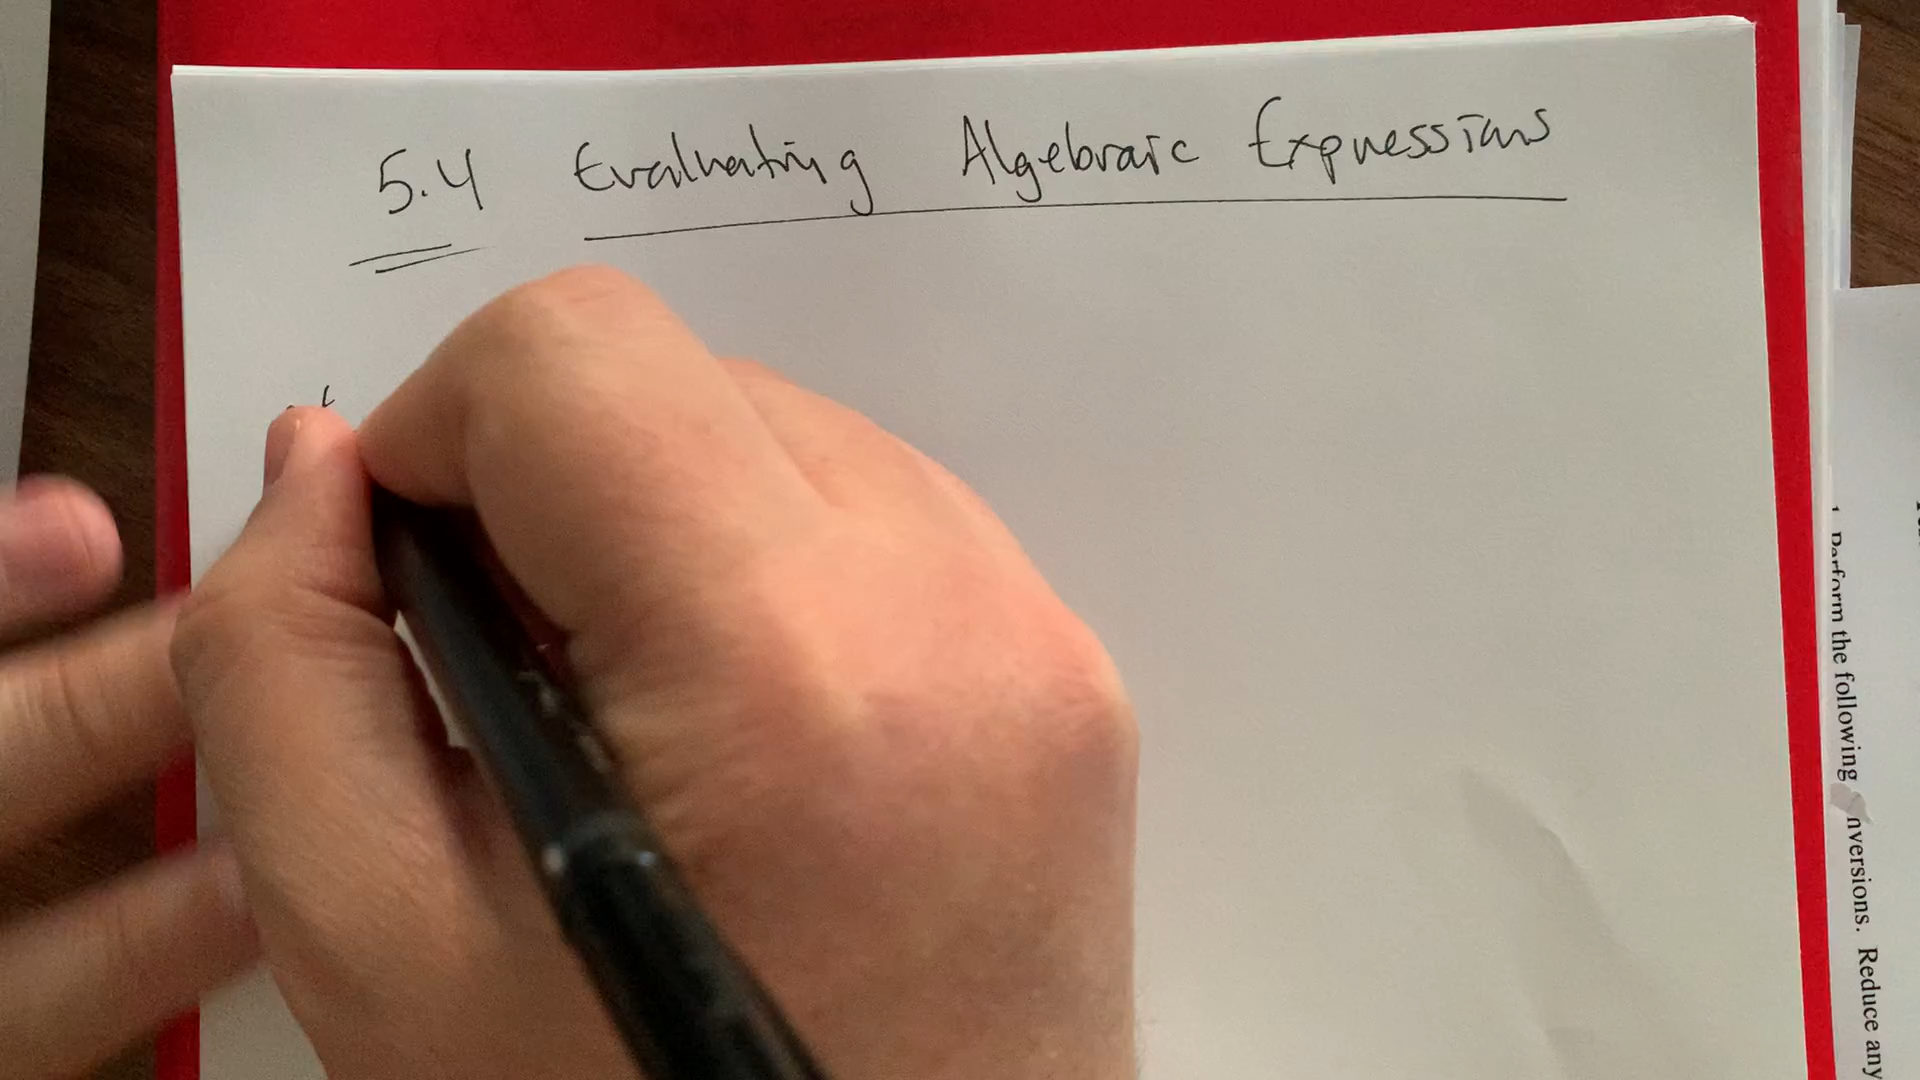 5.4 Evaluating Algebraic Expressions
Perform the following nversions. Reduce any